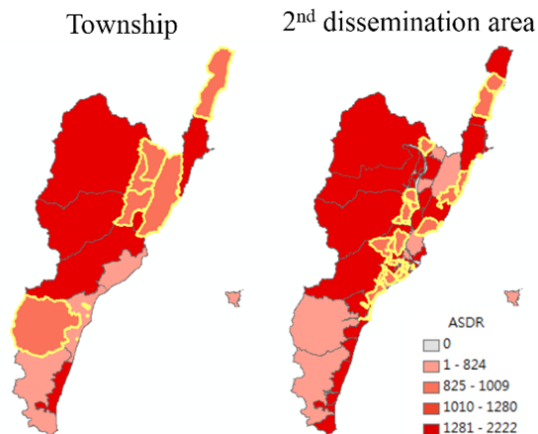 Township
2nd dissemination area
ASDR
0
1 - 824
825 - 1009
1010 - 1280
1281 - 2222